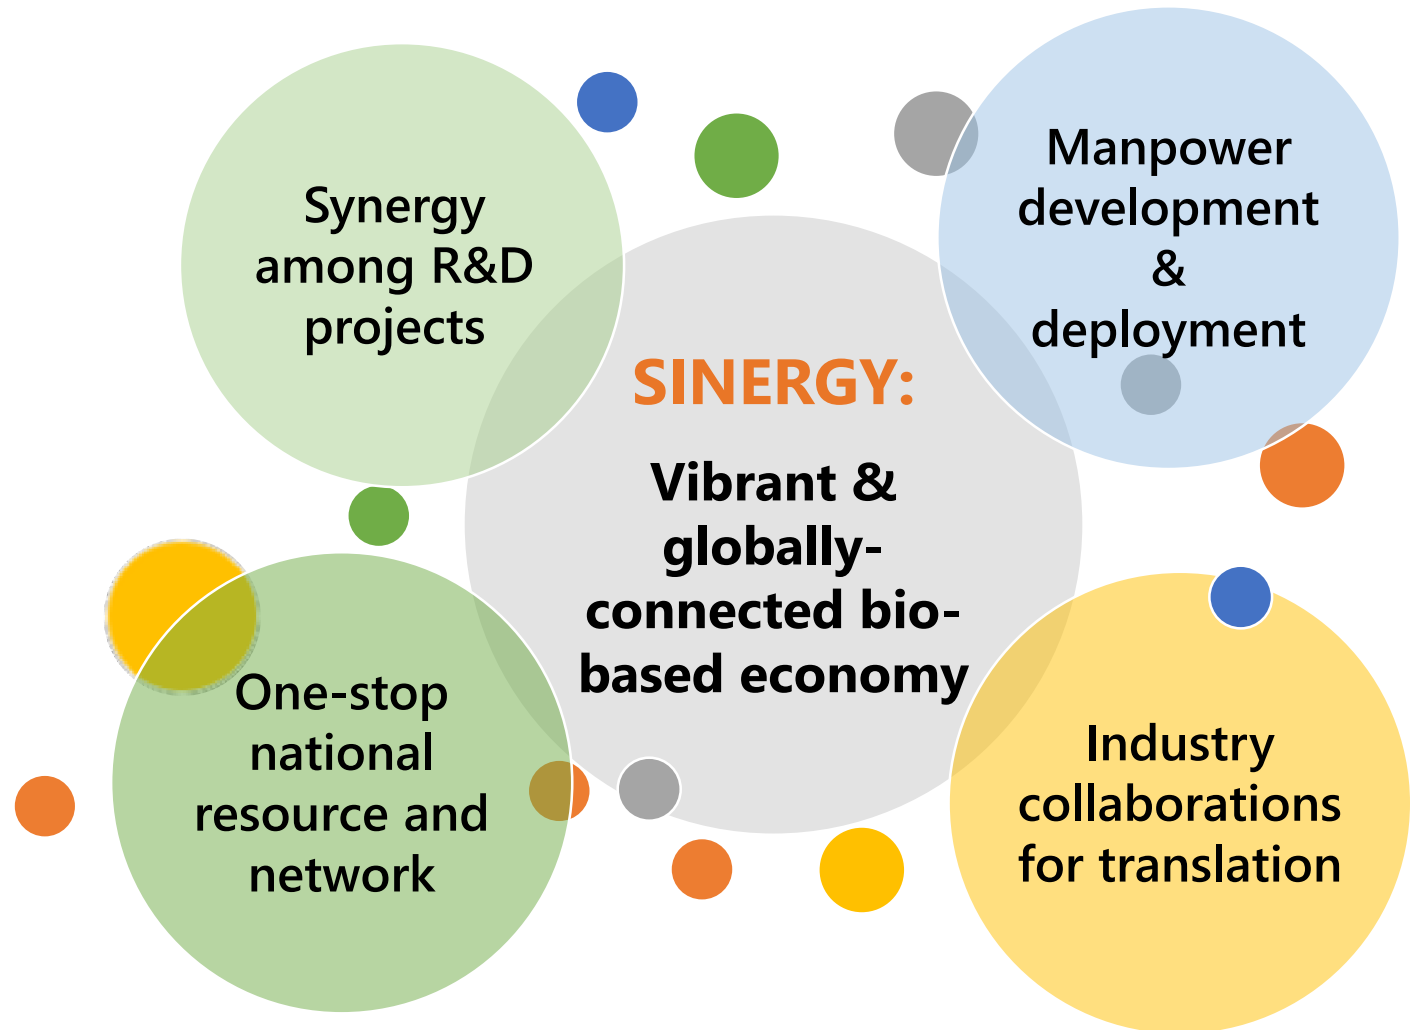 Synergy
among R&D
projects
Manpower
development
&
deployment
SINERGY:
Vibrant &
globally-
connected bio-
based economy
One-stop
national
resource and
network
Industry
collaborations
for translation